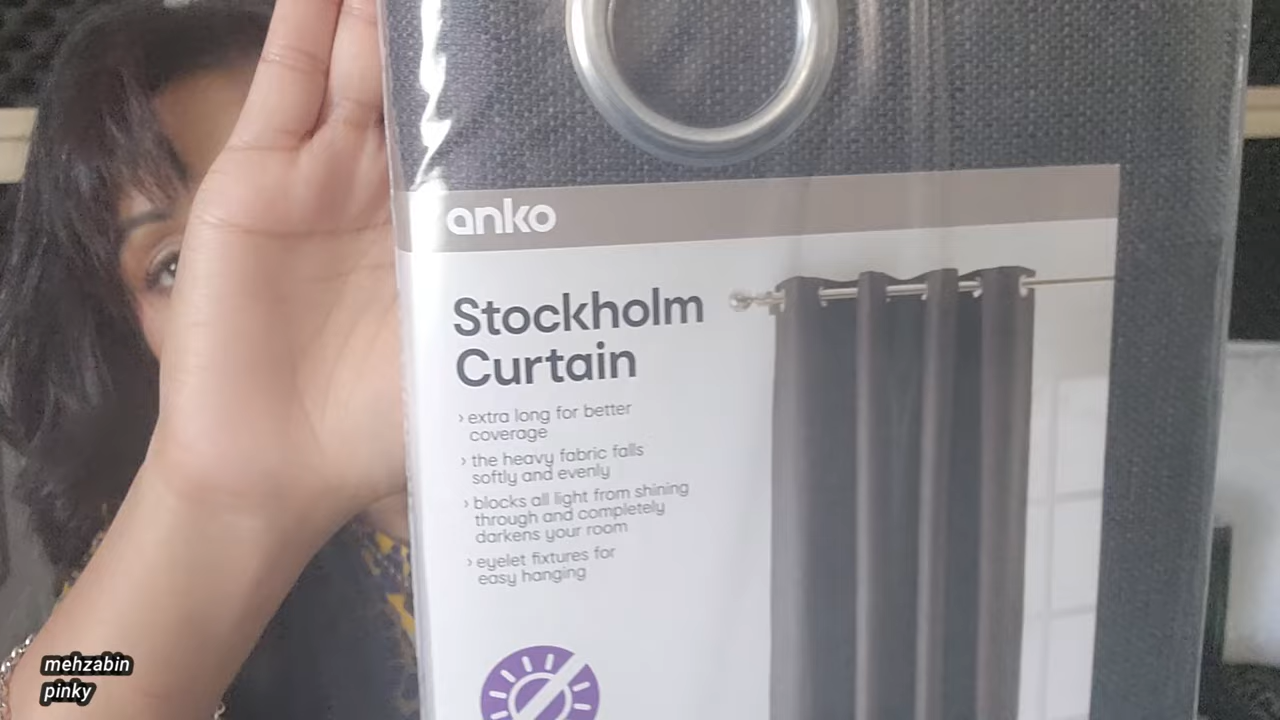 anko
Stockholm
Curtain
› extra long for better
coverage
› the heavy fabric falls
softly and evenly
› blocks all light from shining
through and completely
darkens your room
› eyelet fixtures for
easy hanging
mehzabin
pinky